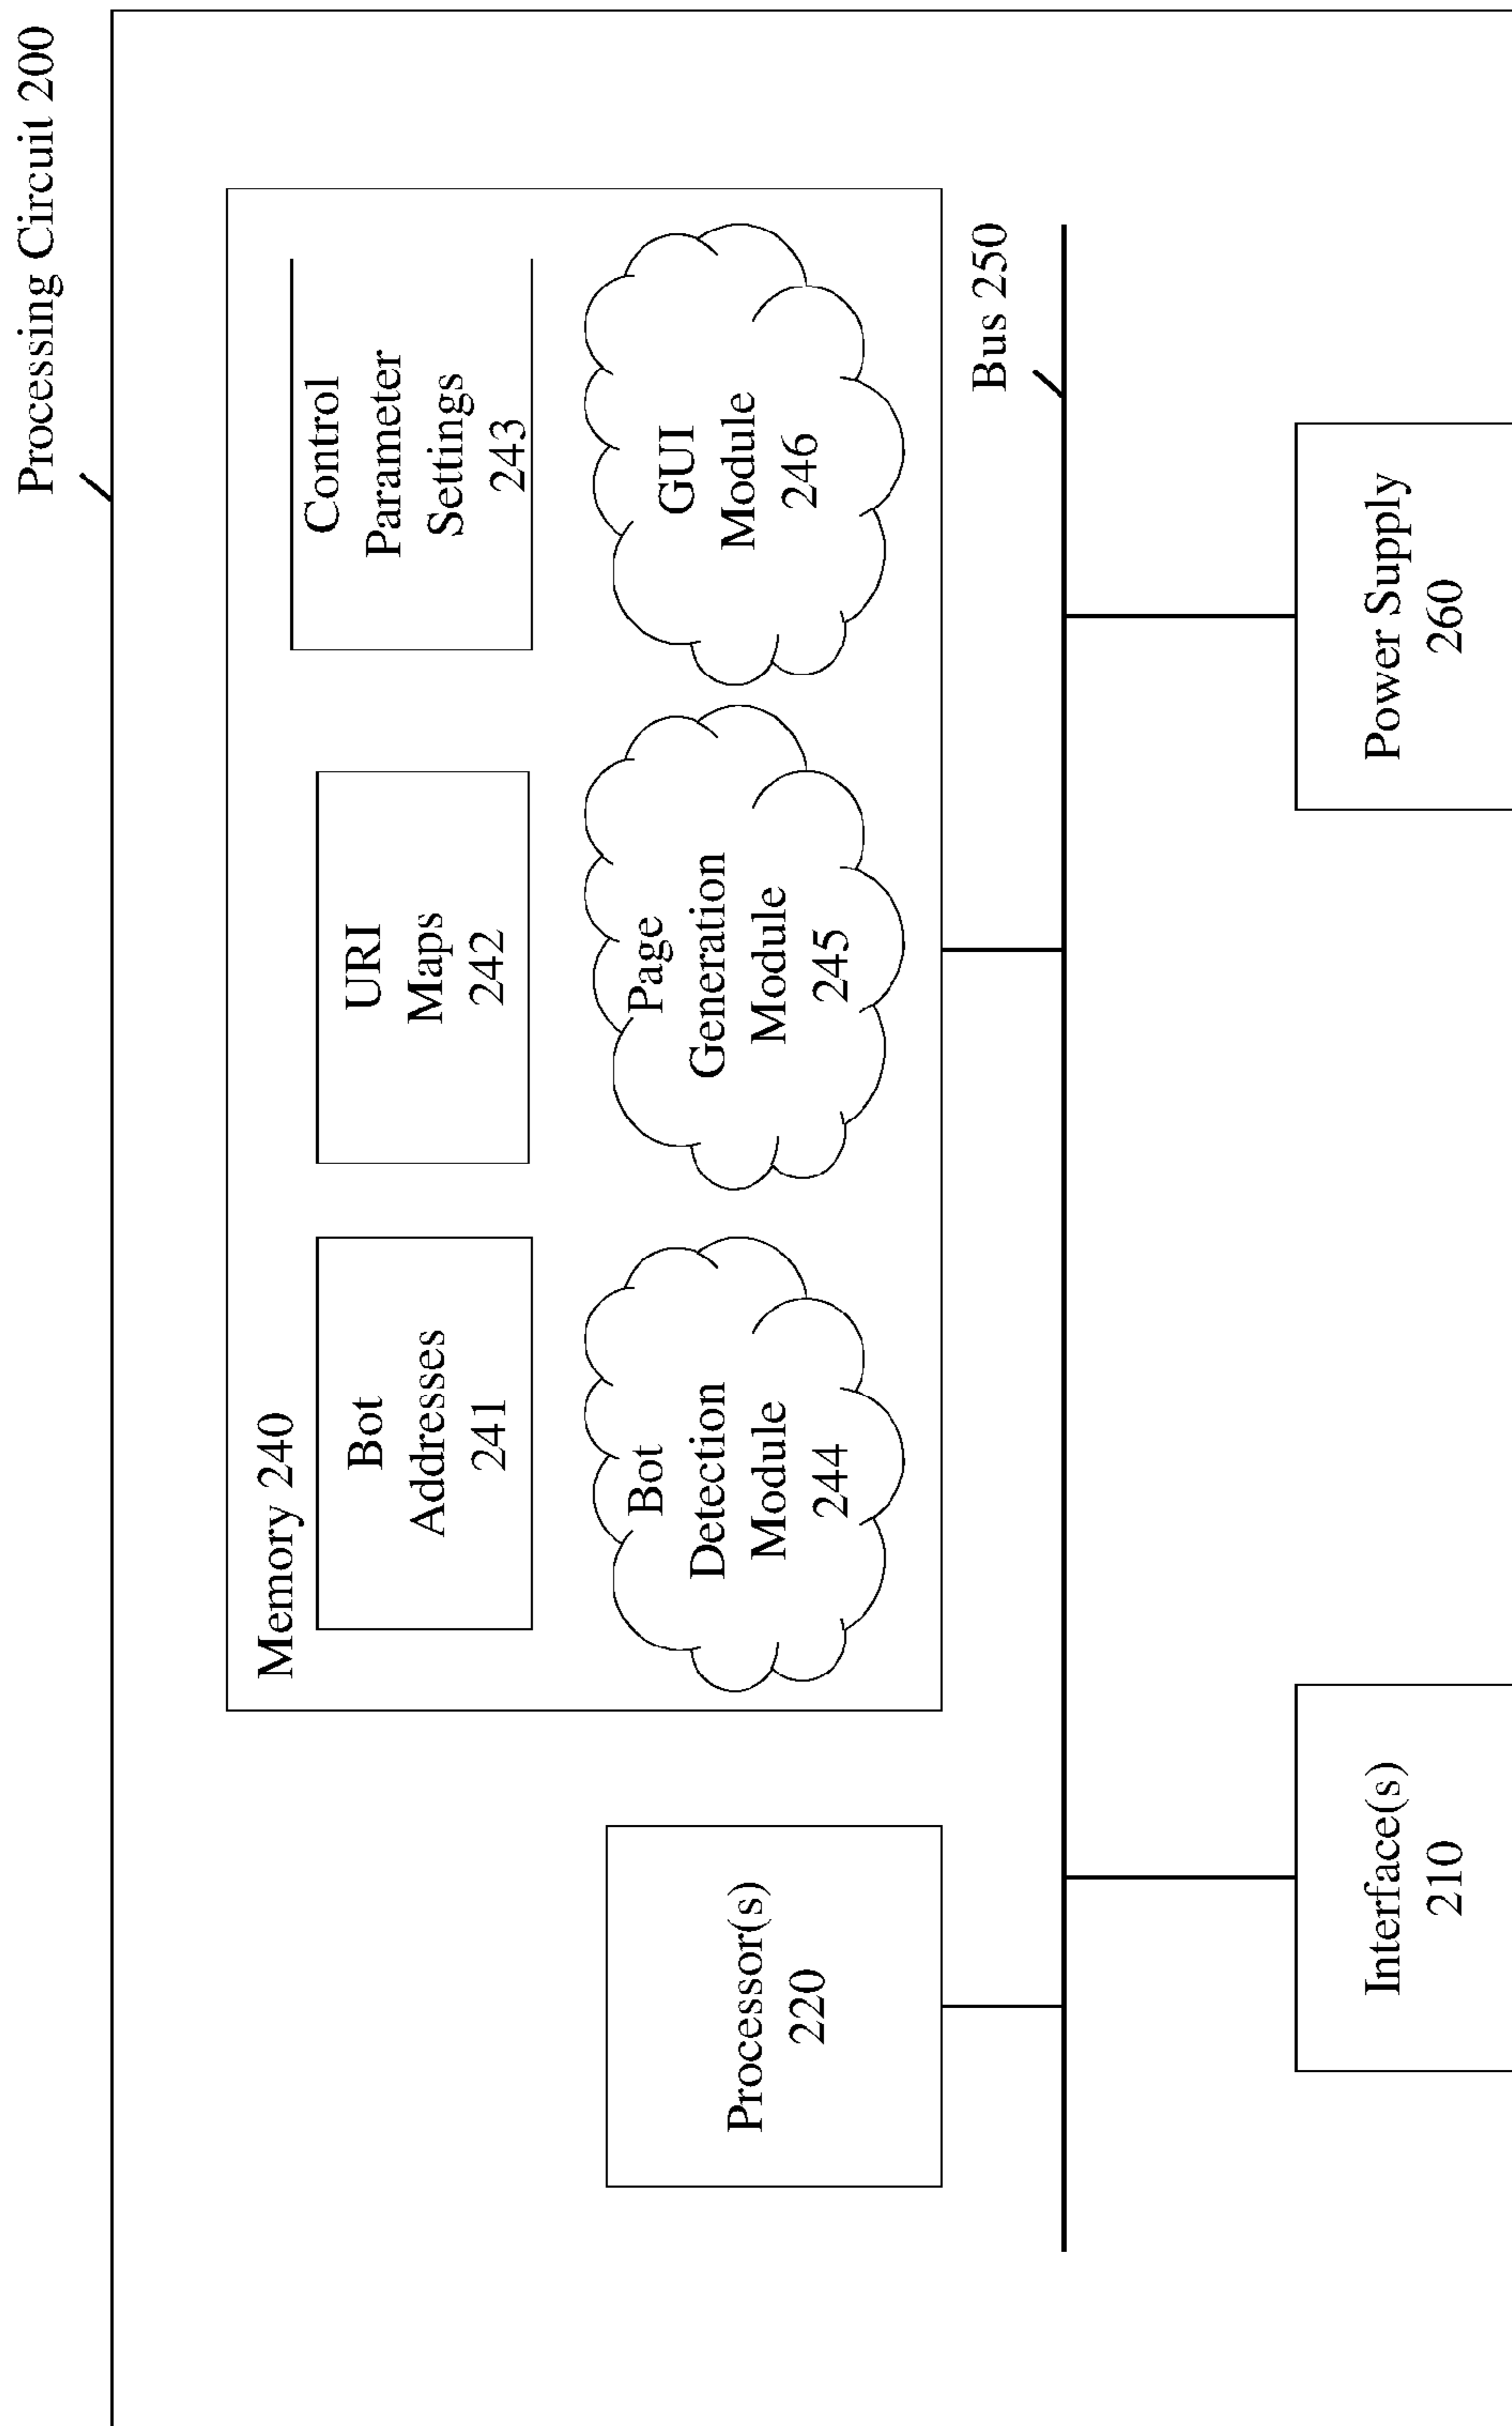 Processing Circuit 200
Memory 240
Bot
Addresses
241
URI
Maps
242
Control
Parameter
Settings
243
Bot
Detection
Module
244
Page
Generation
Module
245
GUI
Module
246
Processor(s)
220
Bus 250
Interface(s)
210
Power Supply
260